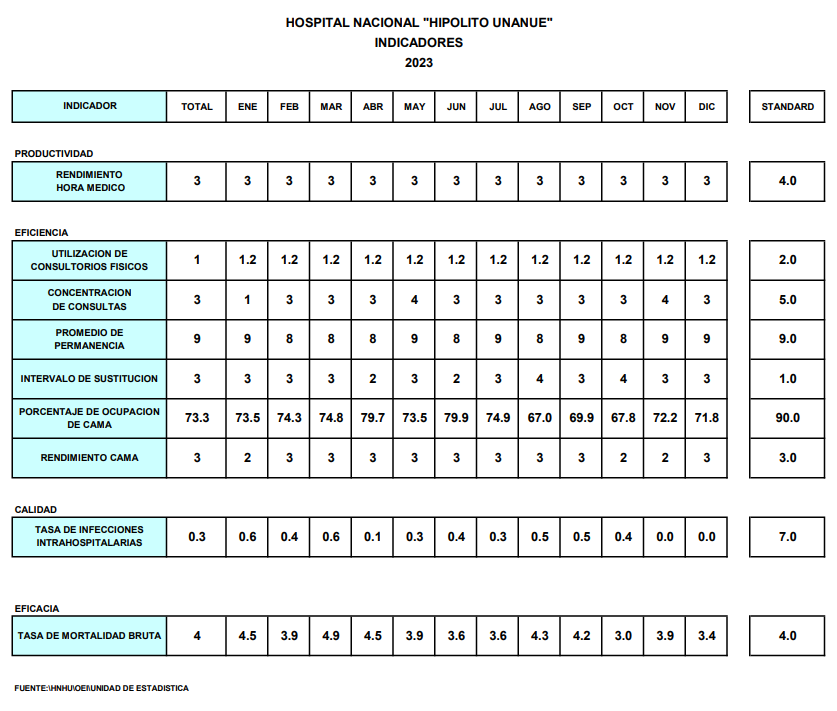 HOSPITAL NACIONAL "HIPOLITO UNANUE"
INDICADORES
2023
INDICADOR TOTAL ENE FEB MAR ABR MAY JUN JUL AGO SEP OCT NOV DIC STANDARD
PRODUCTIVIDAD
RENDIMIENTO
HORA MEDICO 3 3 3 3 3 3 3 3 3 3 3 3 3 4.0
EFICIENCIA
UTILIZACION DE
CONSULTORIOS FISICOS 1 1.2 1.2 1.2 1.2 1.2 1.2 1.2 1.2 1.2 1.2 1.2 1.2 2.0
CONCENTRACION
DE CONSULTAS 3 1 3 3 3 4 3 3 3 3 3 4 3 5.0
PROMEDIO DE
PERMANENCIA 9 9 8 8 8 9 8 9 8 9 8 9 9 9.0
INTERVALO DE SUSTITUCION 3 3 3 3 2 3 2 3 4 3 4 3 3 1.0
PORCENTAJE DE OCUPACION
DE CAMA 73.3 73.5 74.3 74.8 79.7 73.5 79.9 74.9 67.0 69.9 67.8 72.2 71.8 90.0
RENDIMIENTO CAMA 3 2 3 3 3 3 3 3 3 3 2 2 3 3.0
CALIDAD
TASA DE INFECCIONES
INTRAHOSPITALARIAS 0.3 0.6 0.4 0.6 0.1 0.3 0.4 0.3 0.5 0.5 0.4 0.0 0.0 7.0
EFICACIA
TASA DE MORTALIDAD BRUTA 4 4.5 3.9 4.9 4.5 3.9 3.6 3.6 4.3 4.2 3.0 3.9 3.4 4.0
FUENTE:\HNHU\OEI\UNIDAD DE ESTADISTICA